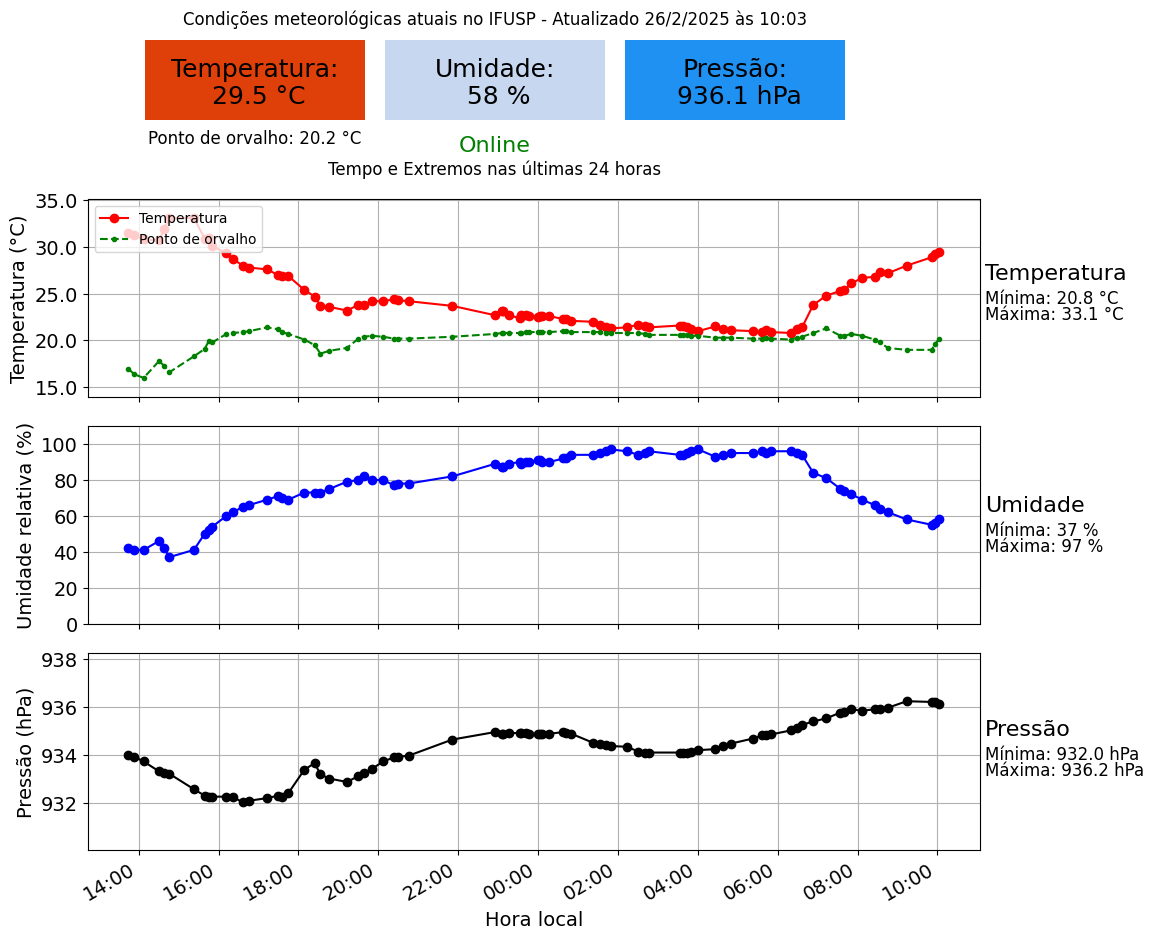 Condições meteorológicas atuais no IFUSP - Atualizado 26/2/2025 às 10:03
Temperatura:
29.5 °C
Umidade:
58 %
Pressão:
936.1 hPa
Ponto de orvalho: 20.2 °C
Online
Tempo e Extremos nas últimas 24 horas
Temperatura (°C)
35.0
30.0
25.0
20.0
15.0
Temperatura
Ponto de orvalho
Temperatura
Mínima: 20.8 °C
Máxima: 33.1 °C
Umidade relativa (%)
100
80
60
40
20
0
Umidade
Mínima: 37 %
Máxima: 97 %
Pressão (hPa)
938
936
934
932
Pressão
Mínima: 932.0 hPa
Máxima: 936.2 hPa
14:00
16:00
18:00
20:00
22:00
00:00
02:00
04:00
06:00
08:00
10:00
Hora local